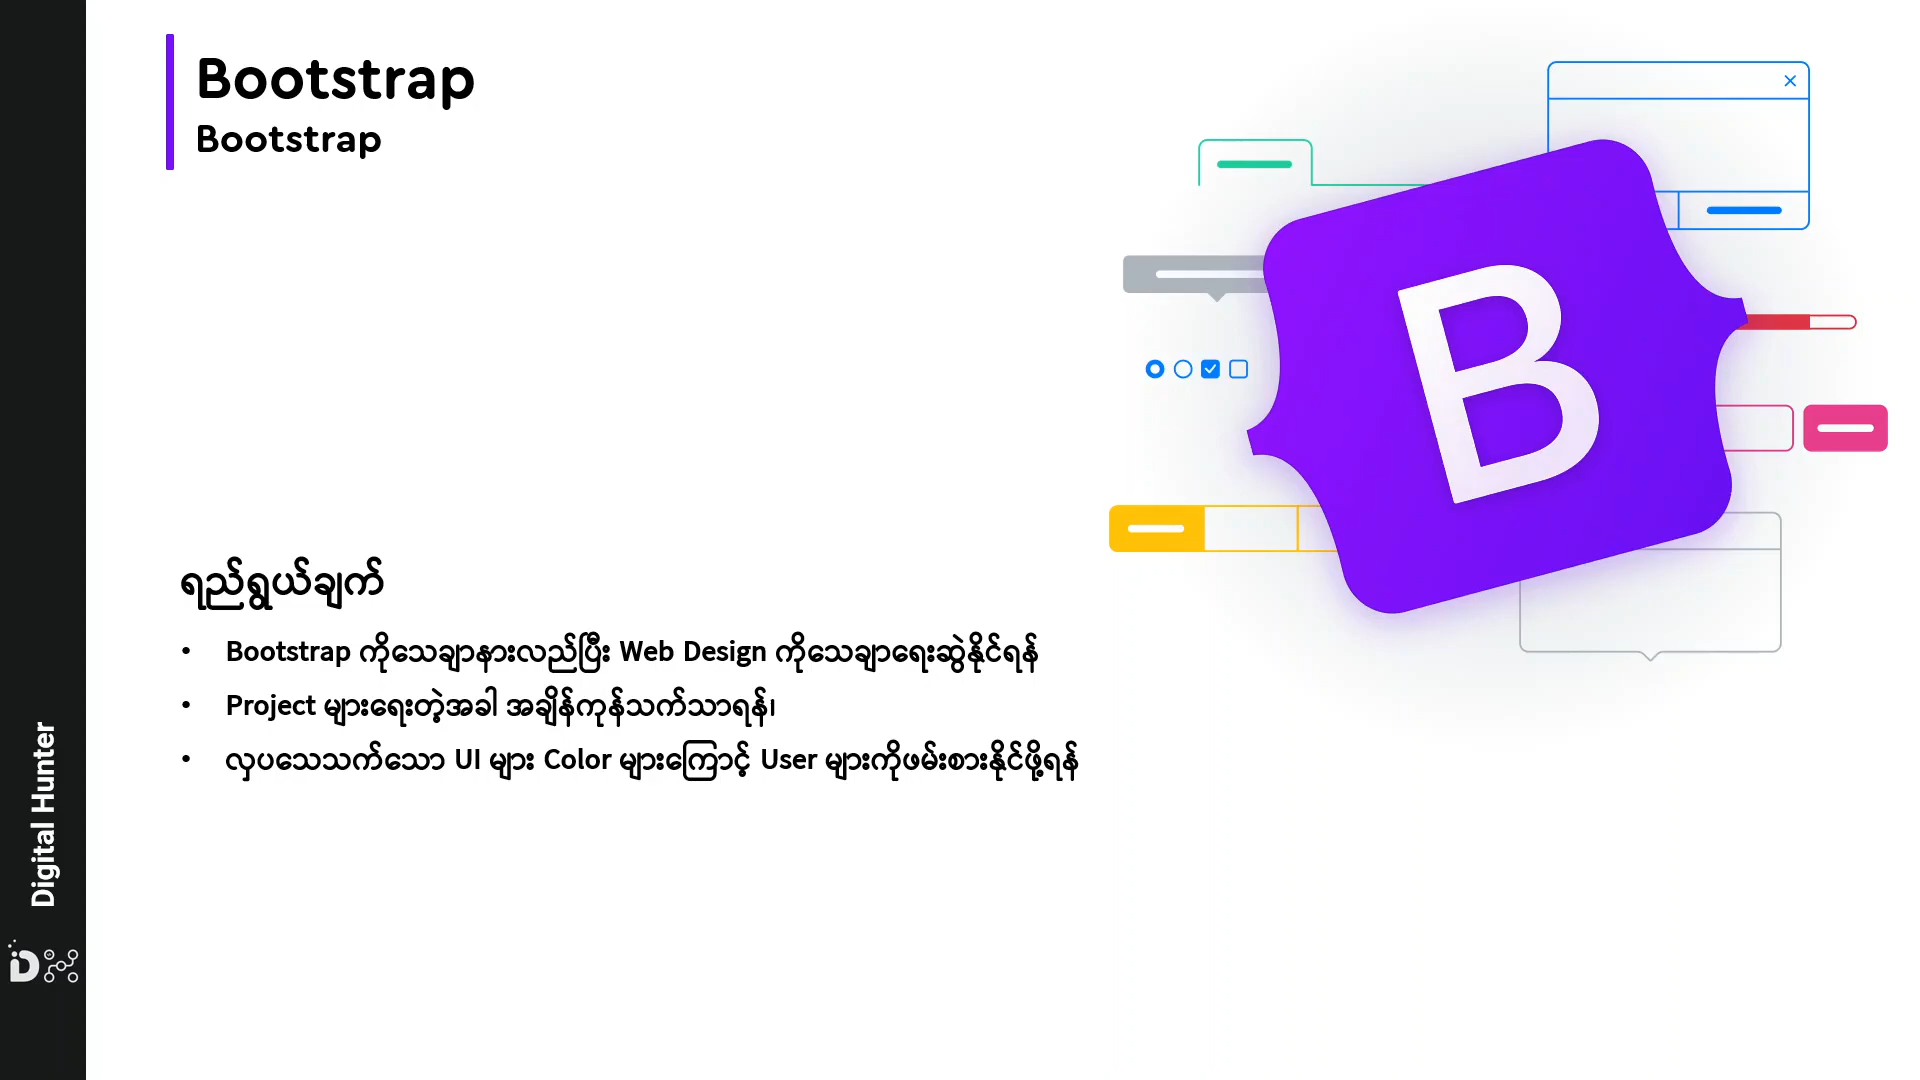 Bootstrap
Bootstrap
B
ရည်ရွယ်ချက်
• Bootstrap ကိုသေချာနားလည်ပြီး Web Design ကိုသေချာရေးဆွဲနိုင်ရန်
• Project များရေးတဲ့အခါ အချိန်ကုန်သက်သာရန်၊
• လှပသေသက်သော UI များ Color များကြောင့် User များကိုဖမ်းစားနိုင်ဖို့ရန်
Digital Hunter